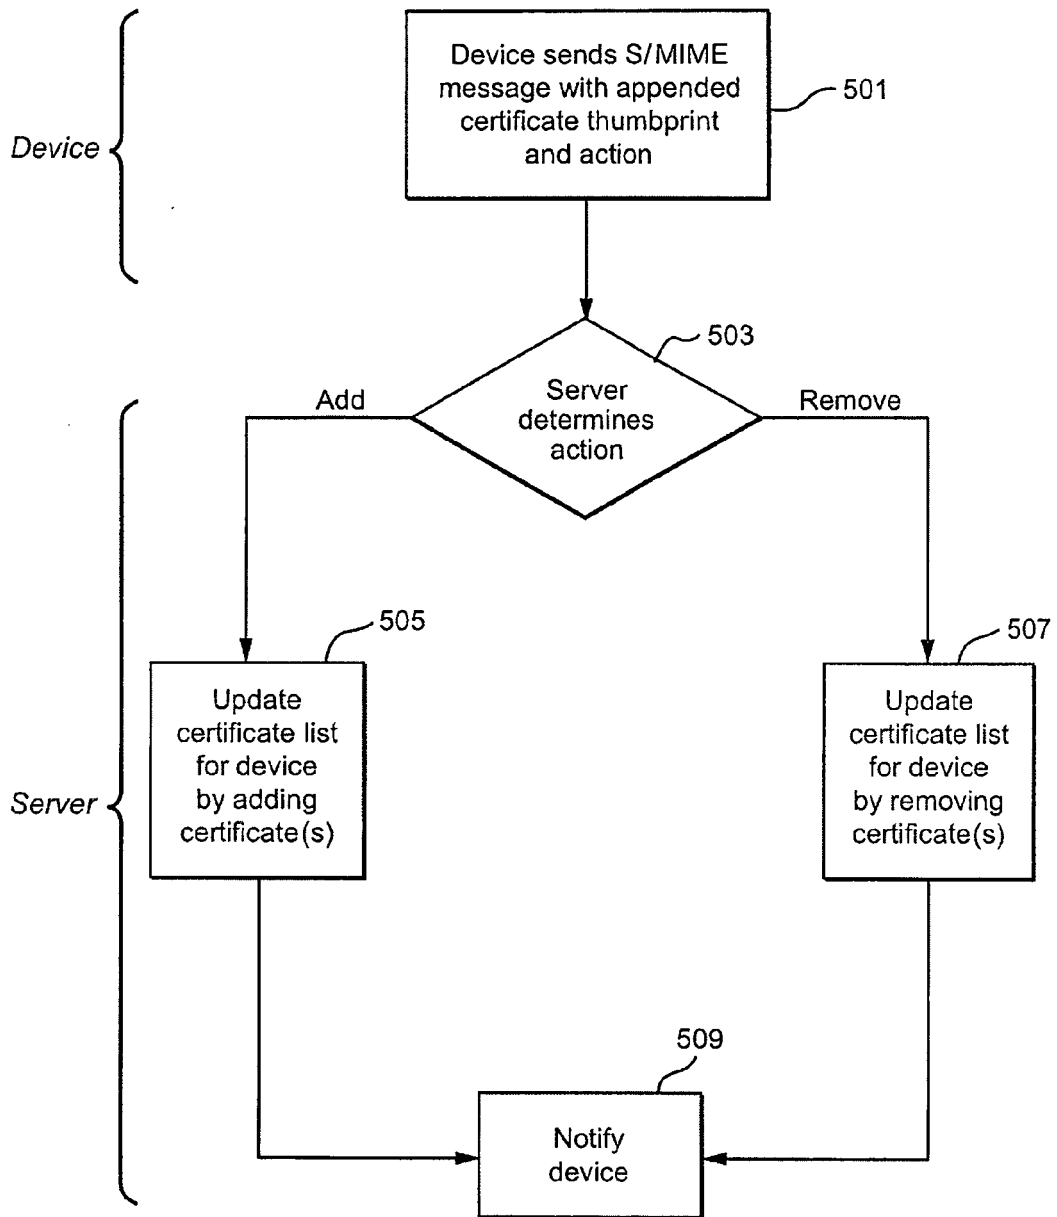 Device sends S/MIME
message with appended
certificate thumbprint
and action
501
Device
503
Server
determines
action
Add
Remove
505
507
Update
certificate list
for device
by adding
certificate(s)
Update
certificate list
for device
by removing
certificate(s)
Server
509
Notify
device